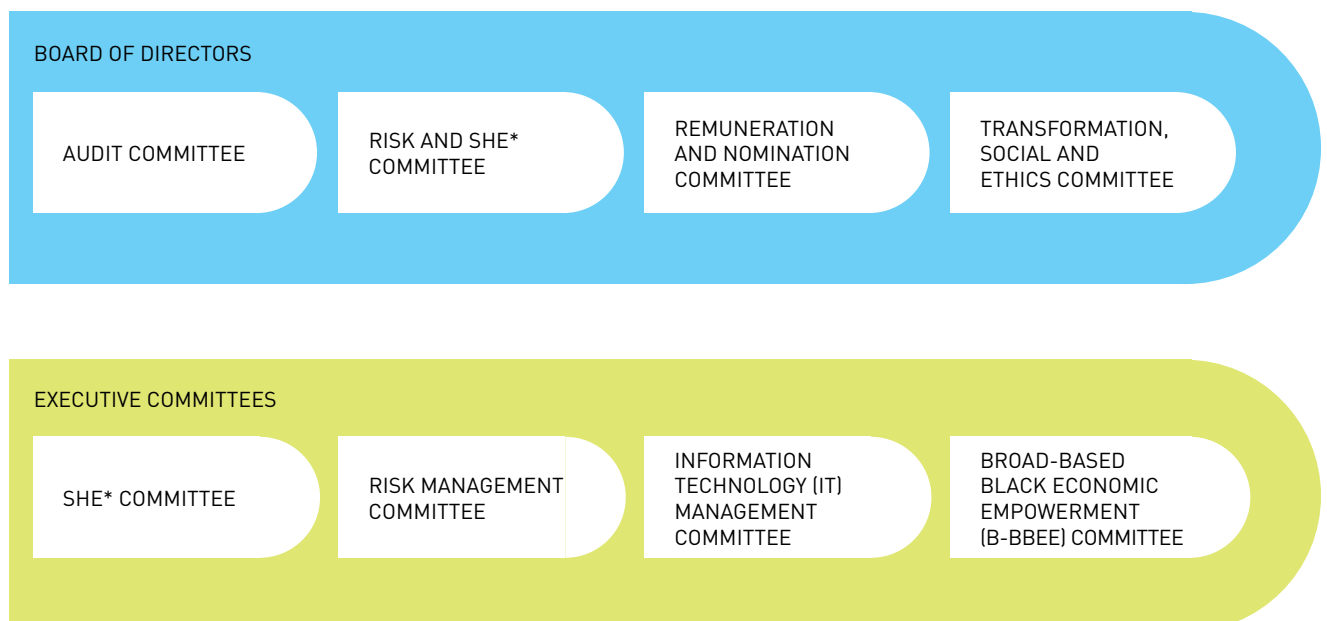 BOARD OF DIRECTORS
AUDIT COMMITTEE
RISK AND SHE*
COMMITTEE
REMUNERATION
AND NOMINATION
COMMITTEE
TRANSFORMATION,
SOCIAL AND
ETHICS COMMITTEE
EXECUTIVE COMMITTEES
SHE* COMMITTEE
RISK MANAGEMENT
COMMITTEE
INFORMATION
TECHNOLOGY (IT)
MANAGEMENT
COMMITTEE
BROAD-BASED
BLACK ECONOMIC
EMPOWERMENT
(B-BBEE) COMMITTEE